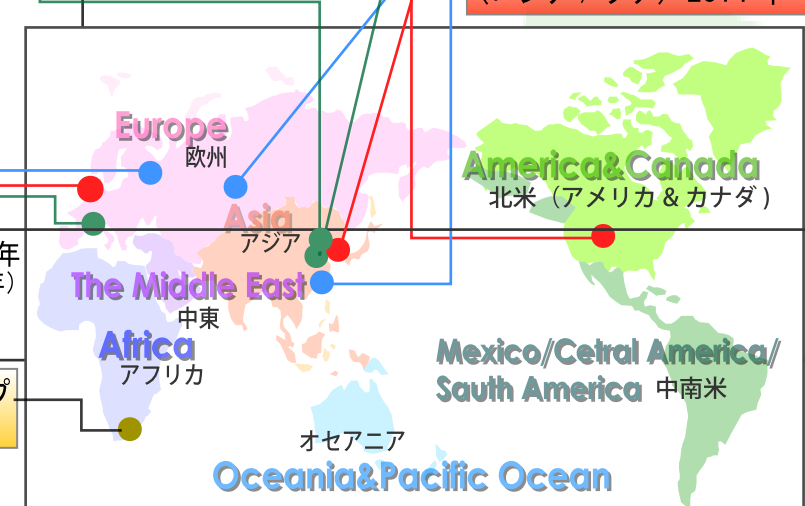 Europe
欧州
America&Canada
北米（アメリカ＆カナダ）
Asia
アジア
年
The Middle East
中東
Africa
アフリカ
Mexico/Cetral America/
Sauth America 中南米
プ
オセアニア
Oceania&Pacific Ocean